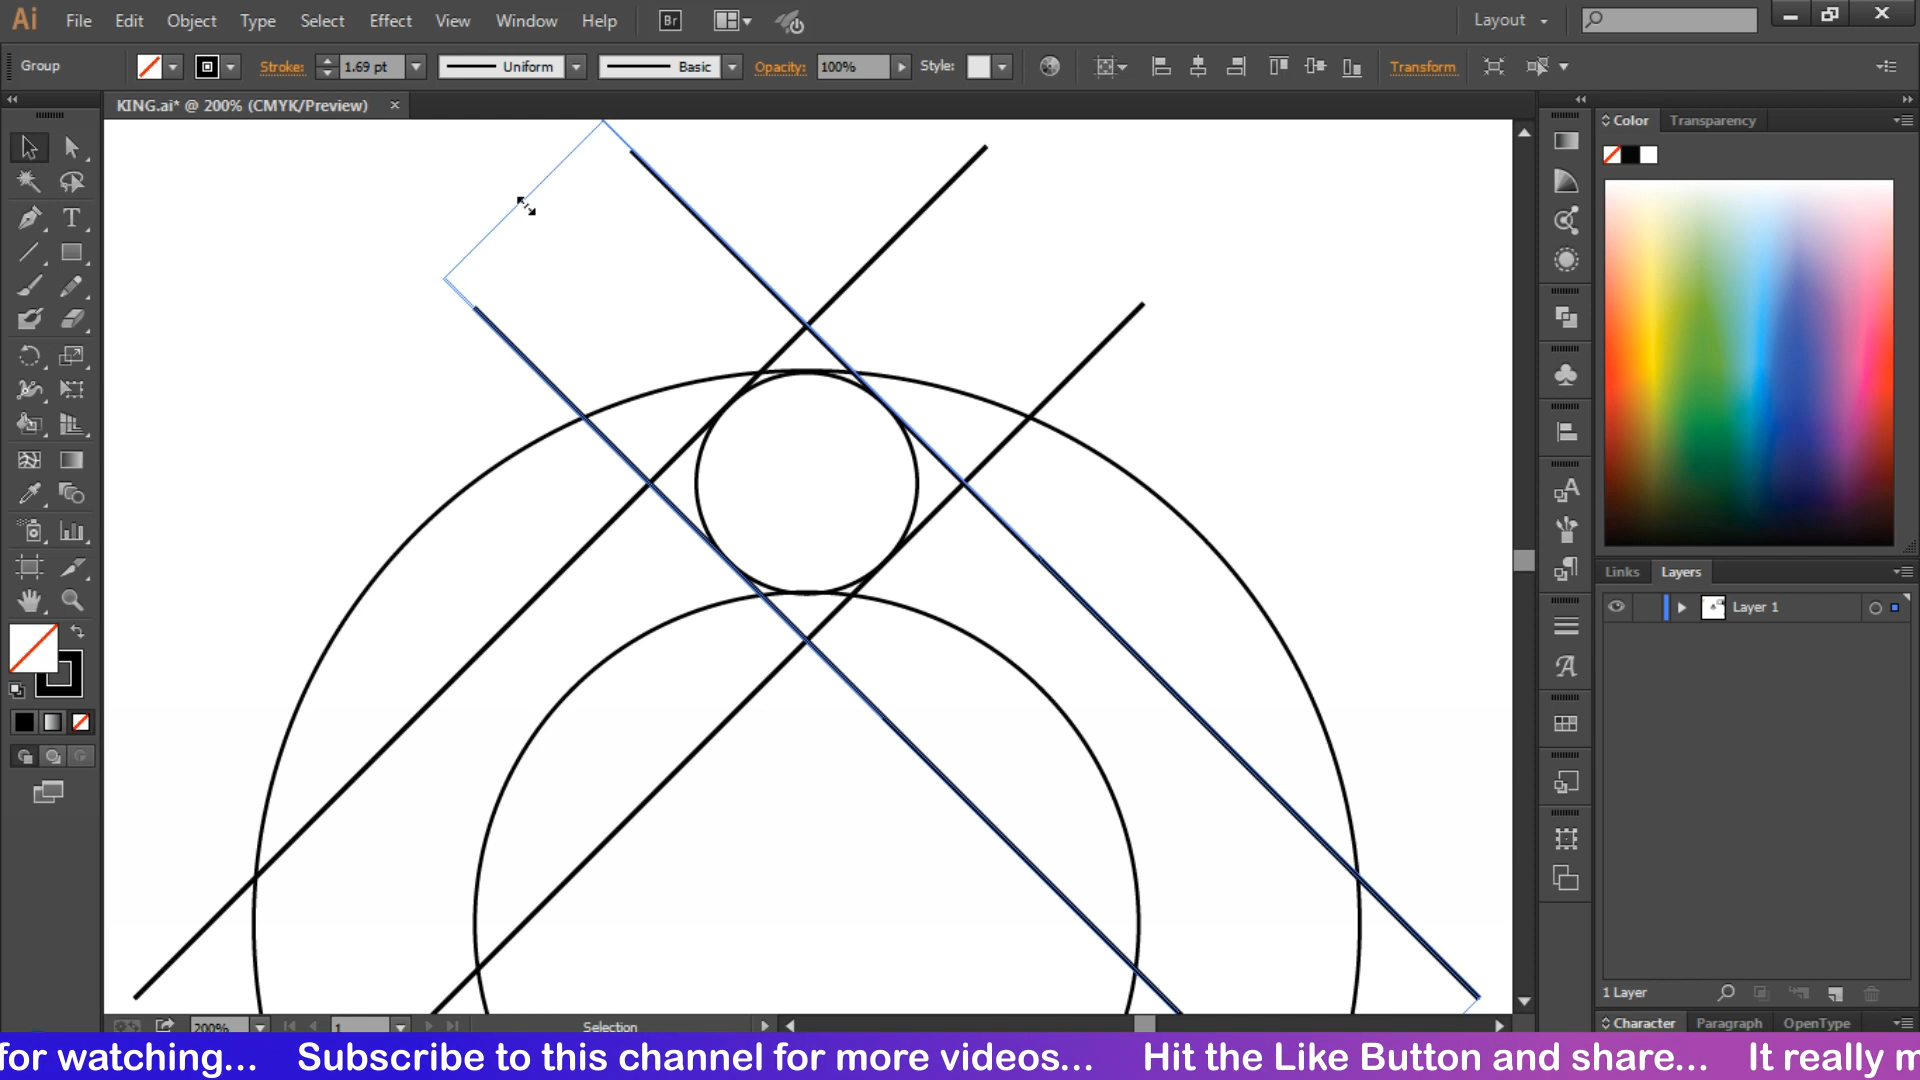 Ai File Edit Object Type Select Effect View Window Help Br Layout
Group Stroke: 1.69 pt Uniform Basic Opacity: 100% Style: Transform
KING.ai* @ 200% (CMYK/Preview)
Color Transparency
Links Layers
Layer 1
1 Layer
Character Paragraph OpenType
200% 1 Selection
for watching... Subscribe to this channel for more videos... Hit the Like Button and share... It really m